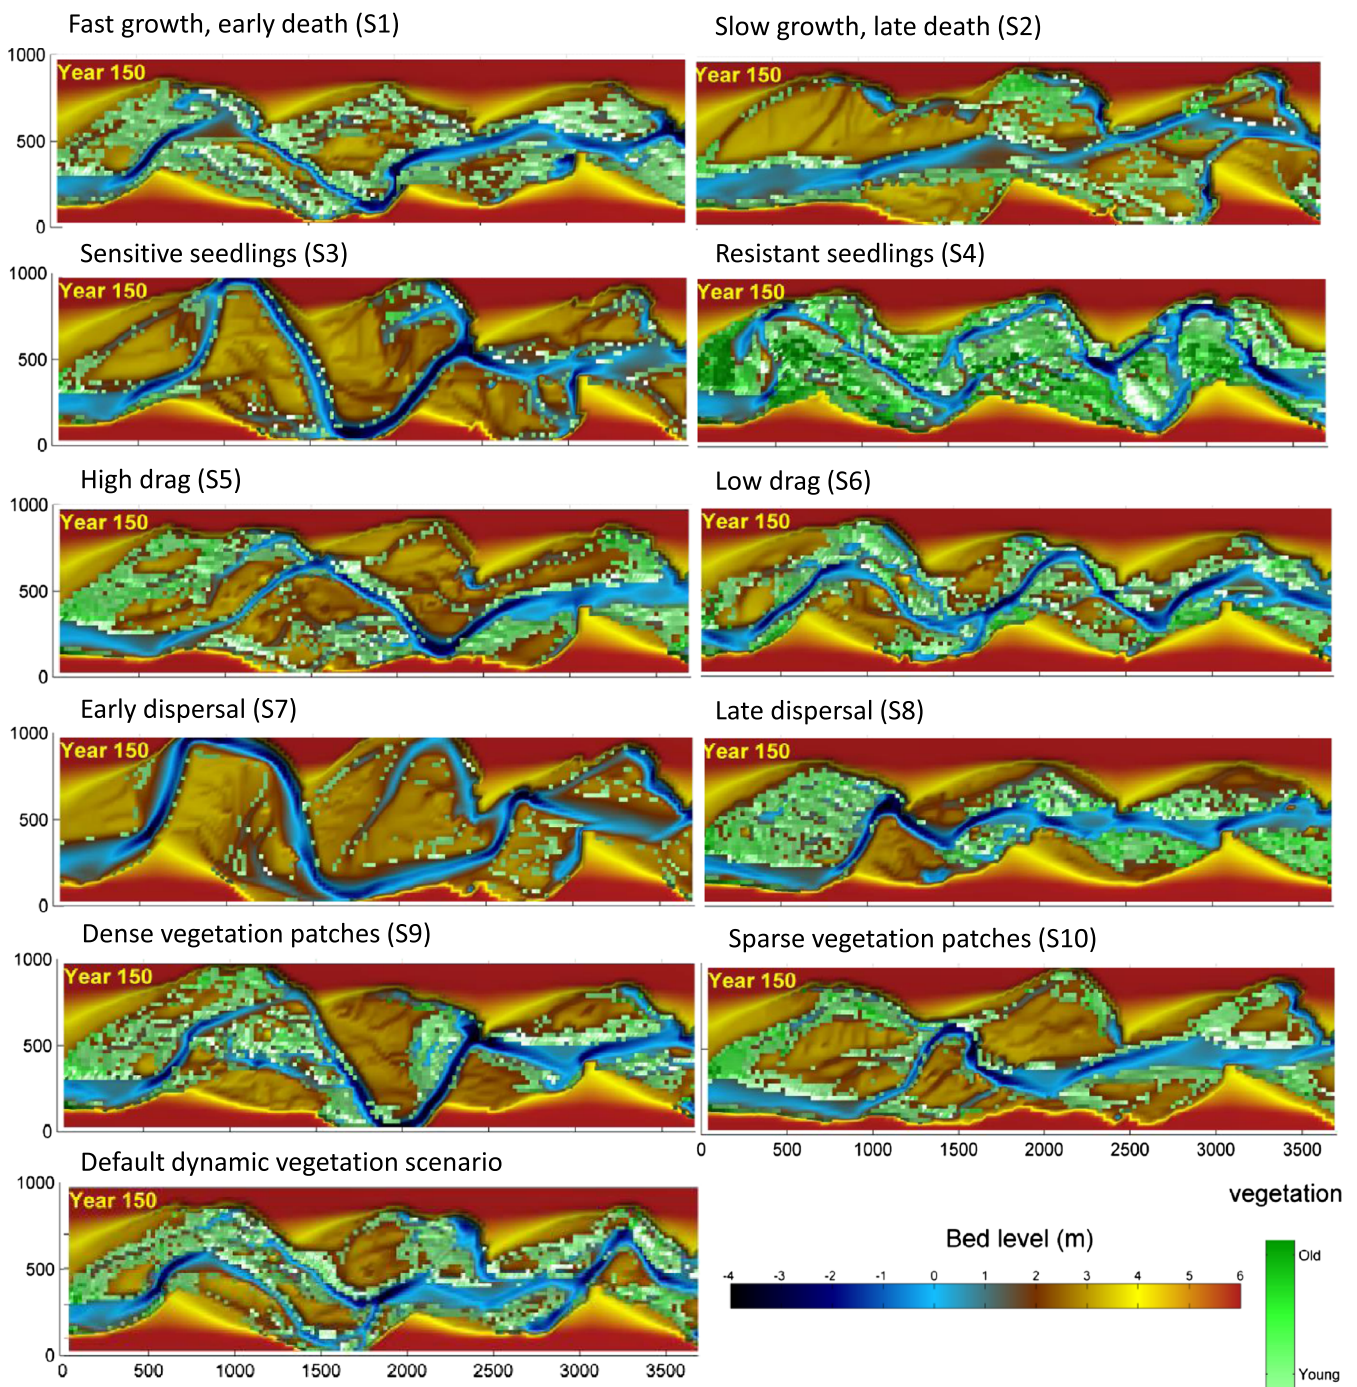 Fast growth, early death (S1)
Slow growth, late death (S2)
1000
Year 150
Year 150
500
0
Sensitive seedlings (S3)
Resistant seedlings (S4)
1000
Year 150
Year 150
500
0
High drag (S5)
Low drag (S6)
1000
Year 150
Year 150
500
0
Early dispersal (S7)
Late dispersal (S8)
1000
Year 150
Year 150
500
0
Dense vegetation patches (S9)
Sparse vegetation patches (S10)
1000
Year 150
Year 150
500
0
0 500 1000 1500 2000 2500 3000 3500
Default dynamic vegetation scenario
1000
Year 150
500
0
0 500 1000 1500 2000 2500 3000 3500
vegetation
Bed level (m)
-4 -3 -2 -1 0 1 2 3 4 5 6
Old
Young